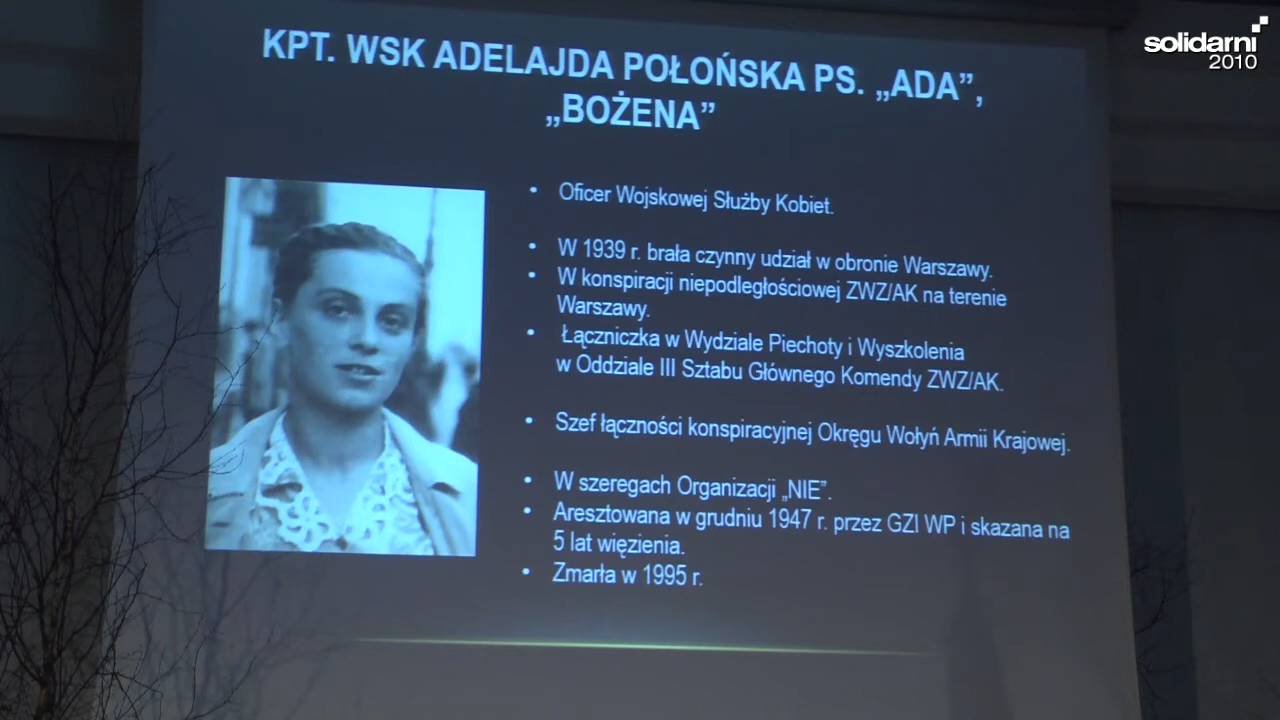 solidarni
2010
KPT. WSK ADELAJDA POŁOŃSKA PS. „ADA”,
„BOŻENA”
• Oficer Wojskowej Służby Kobiet.
• W 1939 r. brała czynny udział w obronie Warszawy.
• W konspiracji niepodległościowej ZWZ/AK na terenie
Warszawy.
• Łączniczka w Wydziale Piechoty i Wyszkolenia
w Oddziale III Sztabu Głównego Komendy ZWZ/AK.
• Szef łączności konspiracyjnej Okręgu Wołyń Armii Krajowej.
• W szeregach Organizacji „NIE”.
• Aresztowana w grudniu 1947 r. przez GZI WP i skazana na
5 lat więzienia.
• Zmarła w 1995 r.